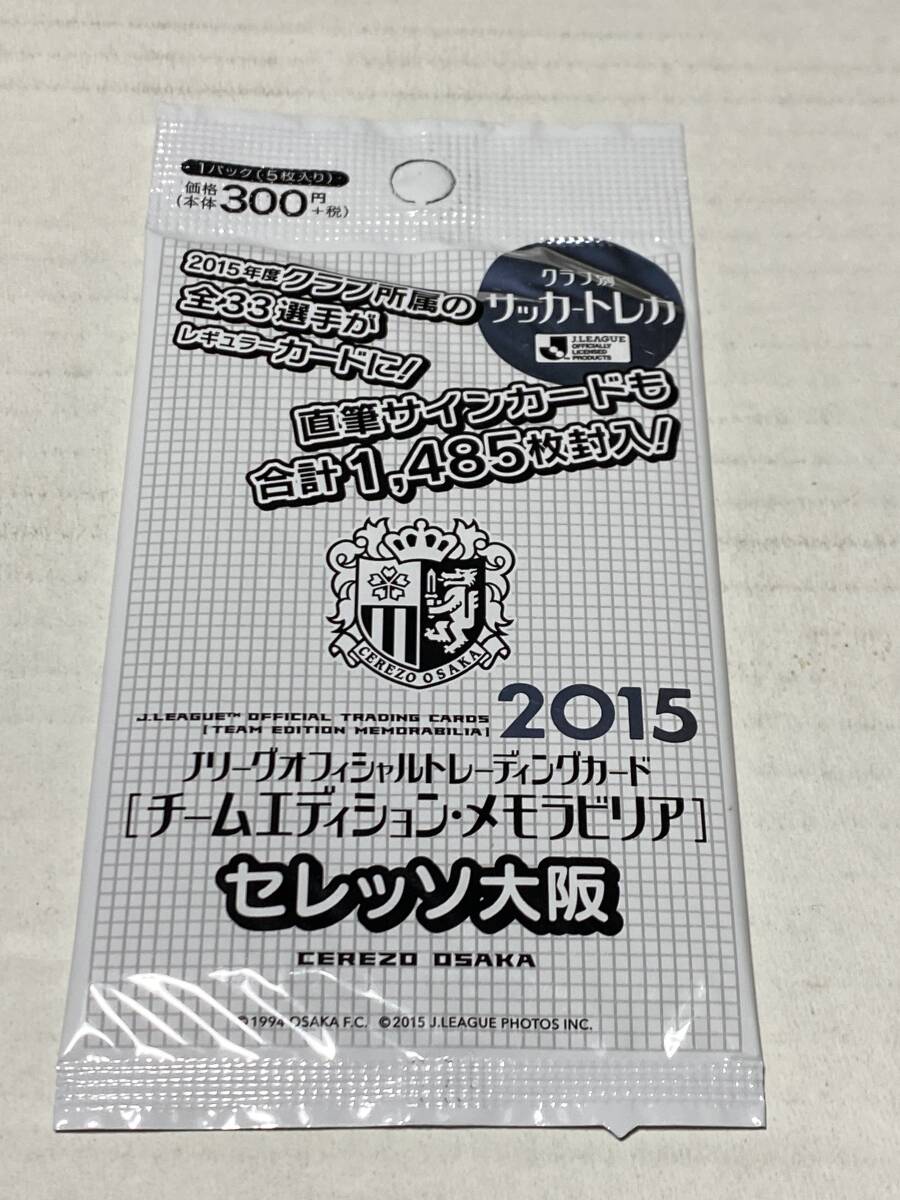 1パック(5枚入り)
価格
(本体300円+税)
2015年度クラブ所属の
全33選手が
レギュラーカードに!
クラブ別
サッカートレカ
J.LEAGUE
OFFICIALLY
LICENSED
PRODUCTS
直筆サインカードも
合計1,485枚封入!
CEREZO OSAKA
J.LEAGUE™ OFFICIAL TRADING CARDS
[TEAM EDITION MEMORABILIA]
2015
Jリーグオフィシャルトレーディングカード
[チームエディション・メモラビリア]
セレッソ大阪
CEREZO OSAKA
©1994 OSAKA F.C. ©2015 J.LEAGUE PHOTOS INC.